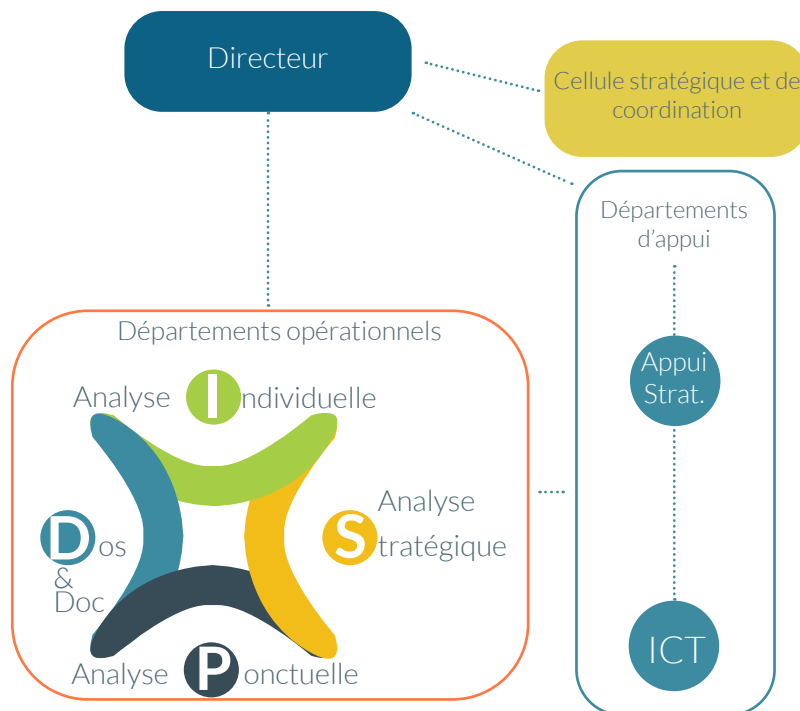 Directeur
Cellule stratégique et de
coordination
Départements
d'appui
Départements opérationnels
Appui
Strat.
Analyse Individuelle
Analyse
Stratégique
Dos
&
Doc
ICT
Analyse Ponctuelle